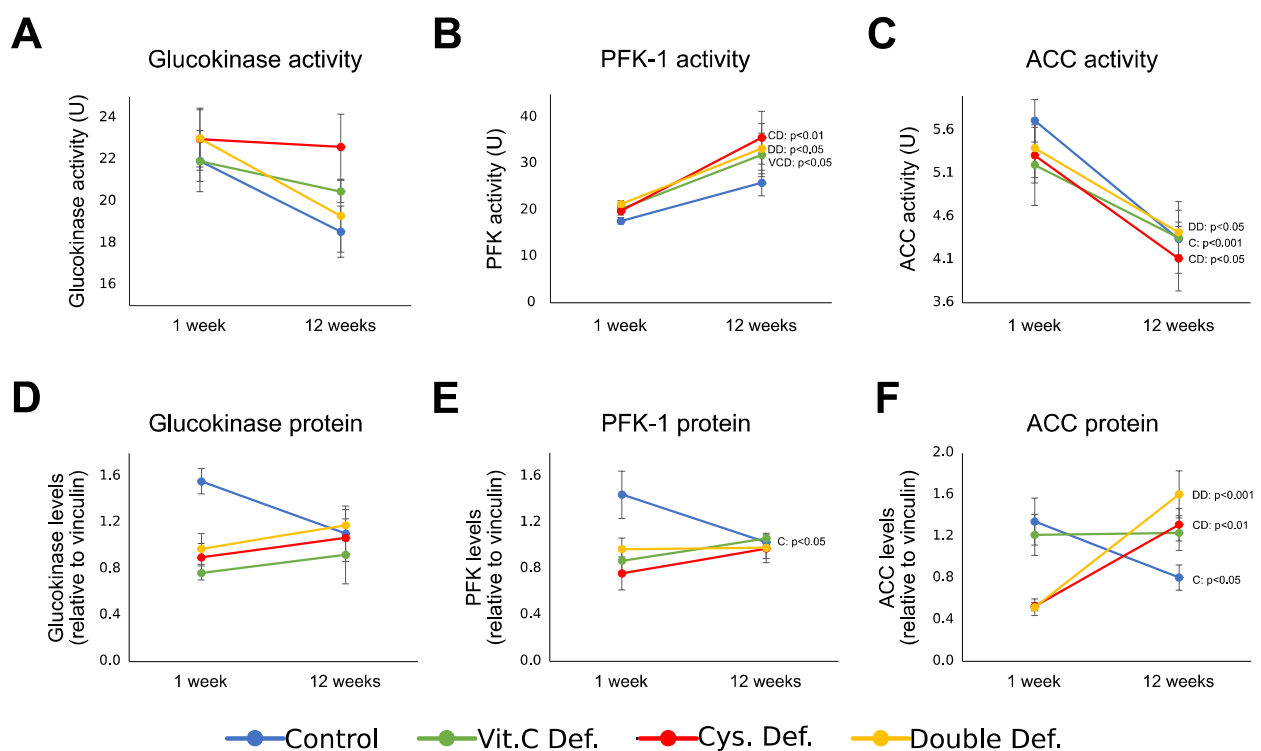 A
Glucokinase activity
Glucokinase activity (U)
24
22
20
18
16
1 week
12 weeks
B
PFK-1 activity
PFK activity (U)
40
30
20
10
0
CD: p<0.01
DD: p<0.05
VCD: p<0.05
1 week
12 weeks
C
ACC activity
ACC activity (U)
5.6
5.1
4.6
4.1
3.6
DD: p<0.05
C: p<0.001
CD: p<0.05
1 week
12 weeks
D
Glucokinase protein
Glucokinase levels
(relative to vinculin)
1.6
1.2
0.8
0.4
0.0
1 week
12 weeks
E
PFK-1 protein
PFK levels
(relative to vinculin)
1.6
1.2
0.8
0.4
0.0
C: p<0.05
1 week
12 weeks
F
ACC protein
ACC levels
(relative to vinculin)
2.0
1.6
1.2
0.8
0.4
0.0
DD: p<0.001
CD: p<0.01
C: p<0.05
1 week
12 weeks
Control
Vit.C Def.
Cys. Def.
Double Def.